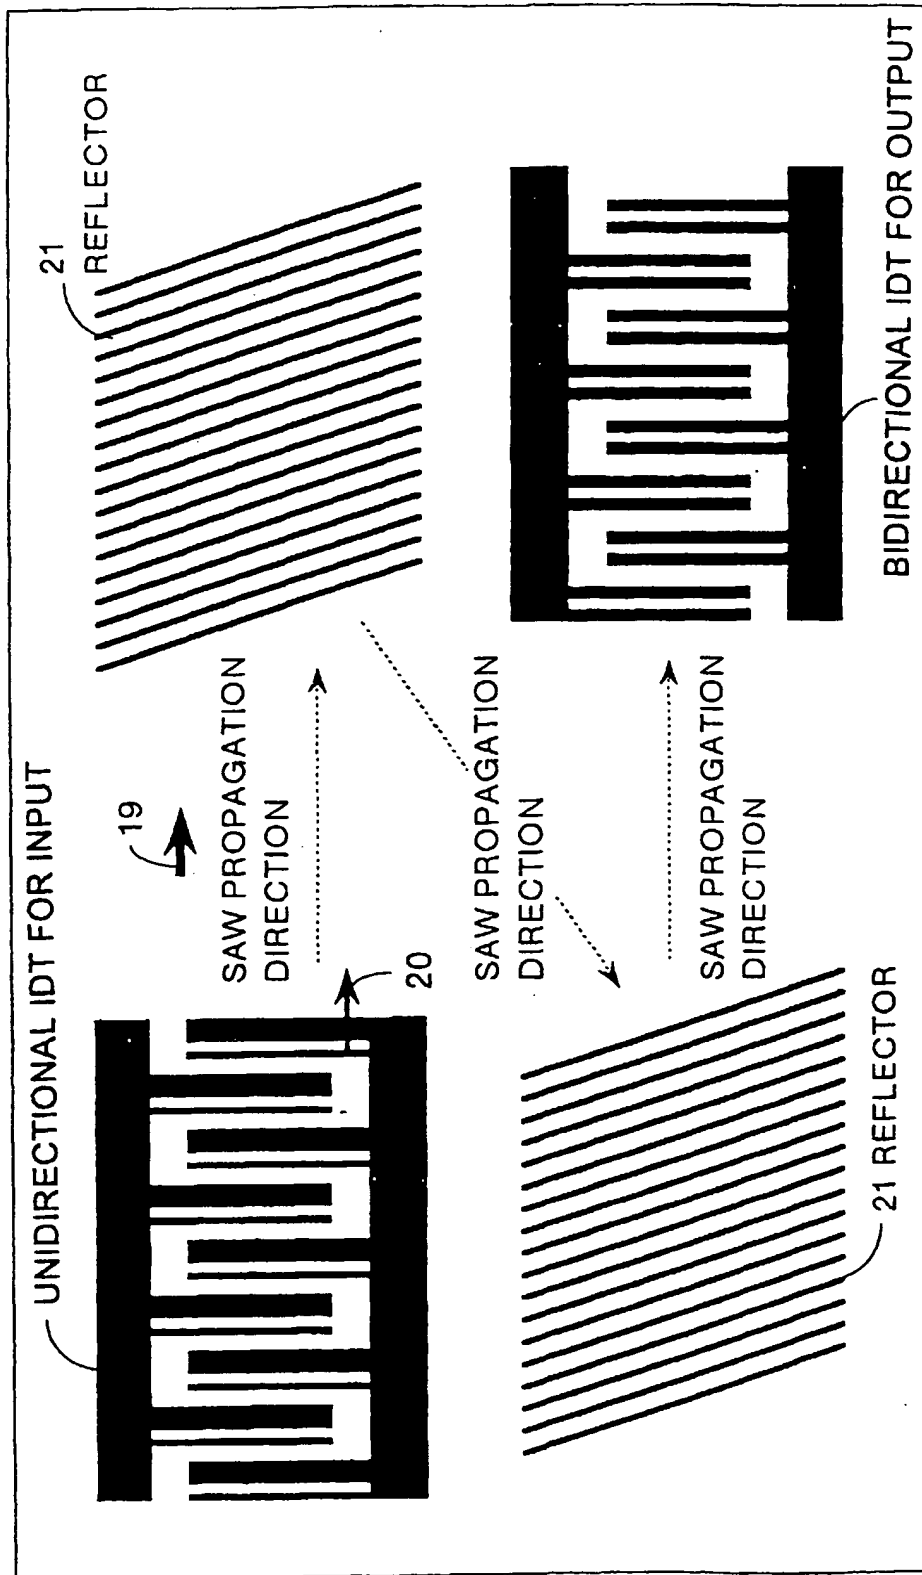 UNIDIRECTIONAL IDT FOR INPUT
19
21
REFLECTOR
SAW PROPAGATION
DIRECTION
20
SAW PROPAGATION
DIRECTION
SAW PROPAGATION
DIRECTION
21 REFLECTOR
BIDIRECTIONAL IDT FOR OUTPUT